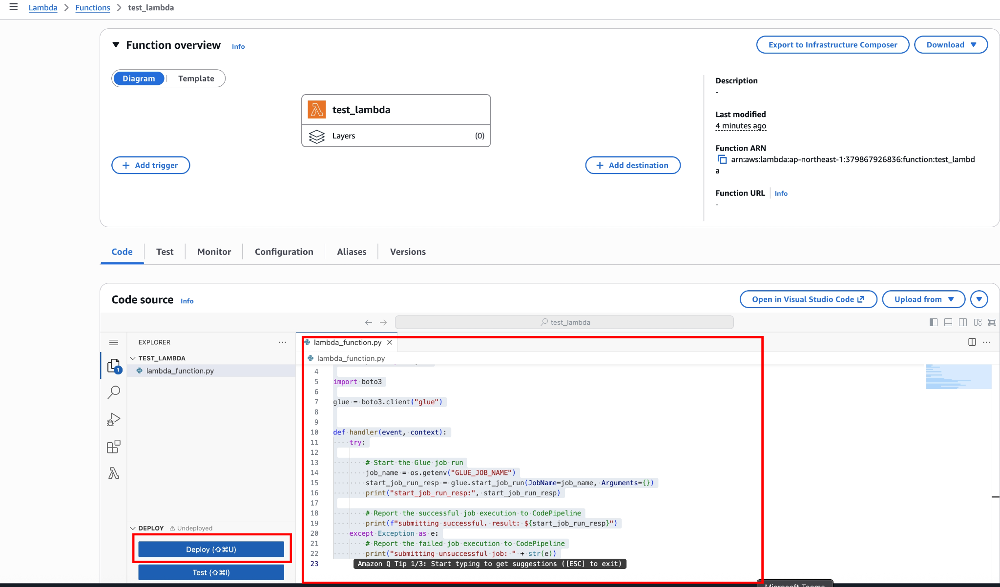 Lambda > Functions > test_lambda
Function overview Info
Export to Infrastructure Composer
Download
Diagram | Template
test_lambda
Layers (0)
+ Add trigger
+ Add destination
Description
-
Last modified
4 minutes ago
Function ARN
arn:aws:lambda:ap-northeast-1:379867926836:function:test_lambd
a
Function URL | Info
-
Code
Test
Monitor
Configuration
Aliases
Versions
Code source Info
Open in Visual Studio Code
Upload from
test_lambda
EXPLORER
TEST_LAMBDA
lambda_function.py
1
DEPLOY Undeployed
Deploy (⇧⌘U)
Test (⇧⌘I)
lambda_function.py
lambda_function.py
4
5 import boto3
6
7 glue = boto3.client("glue")
8
9
10 def handler(event, context):
11 try:
12
13 # Start the Glue job run
14 job_name = os.getenv("GLUE_JOB_NAME")
15 start_job_run_resp = glue.start_job_run(JobName=job_name, Arguments={})
16 print("start_job_run_resp:", start_job_run_resp)
17
18 # Report the successful job execution to CodePipeline
19 print(f"submitting successful. result: ${start_job_run_resp}")
20 except Exception as e:
21 # Report the failed job execution to CodePipeline
22 print("submitting unsuccessful job: " + str(e))
23 Amazon Q Tip 1/3: Start typing to get suggestions ([ESC] to exit)
Microsoft Teams